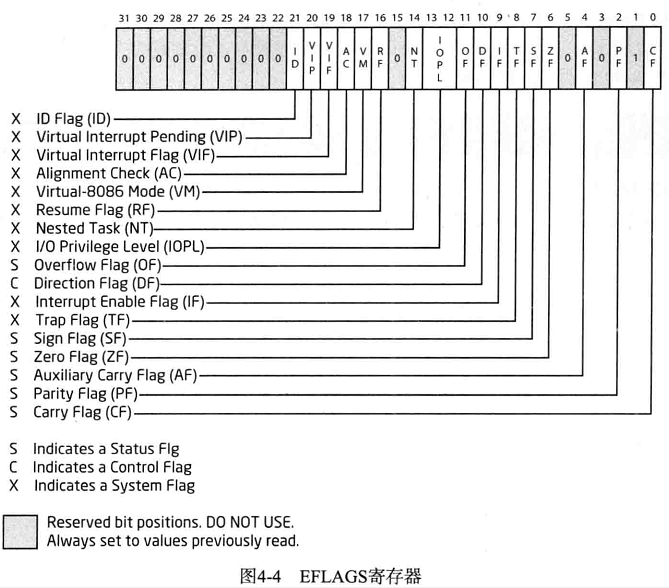 31 30 29 28 27 26 25 24 23 22 21 20 19 18 17 16 15 14 13 12 11 10 9 8 7 6 5 4 3 2 1 0
0 0 0 0 0 0 0 0 0 0 ID VIP VIF AC VM RF 0 NT IOPL OF DF IF TF SF ZF 0 AF 0 PF 1 CF
X ID Flag (ID)
X Virtual Interrupt Pending (VIP)
X Virtual Interrupt Flag (VIF)
X Alignment Check (AC)
X Virtual-8086 Mode (VM)
X Resume Flag (RF)
X Nested Task (NT)
X I/O Privilege Level (IOPL)
S Overflow Flag (OF)
C Direction Flag (DF)
X Interrupt Enable Flag (IF)
X Trap Flag (TF)
S Sign Flag (SF)
S Zero Flag (ZF)
S Auxiliary Carry Flag (AF)
S Parity Flag (PF)
S Carry Flag (CF)
S Indicates a Status Flg
C Indicates a Control Flag
X Indicates a System Flag
Reserved bit positions. DO NOT USE.
Always set to values previously read.
图4-4 EFLAGS寄存器